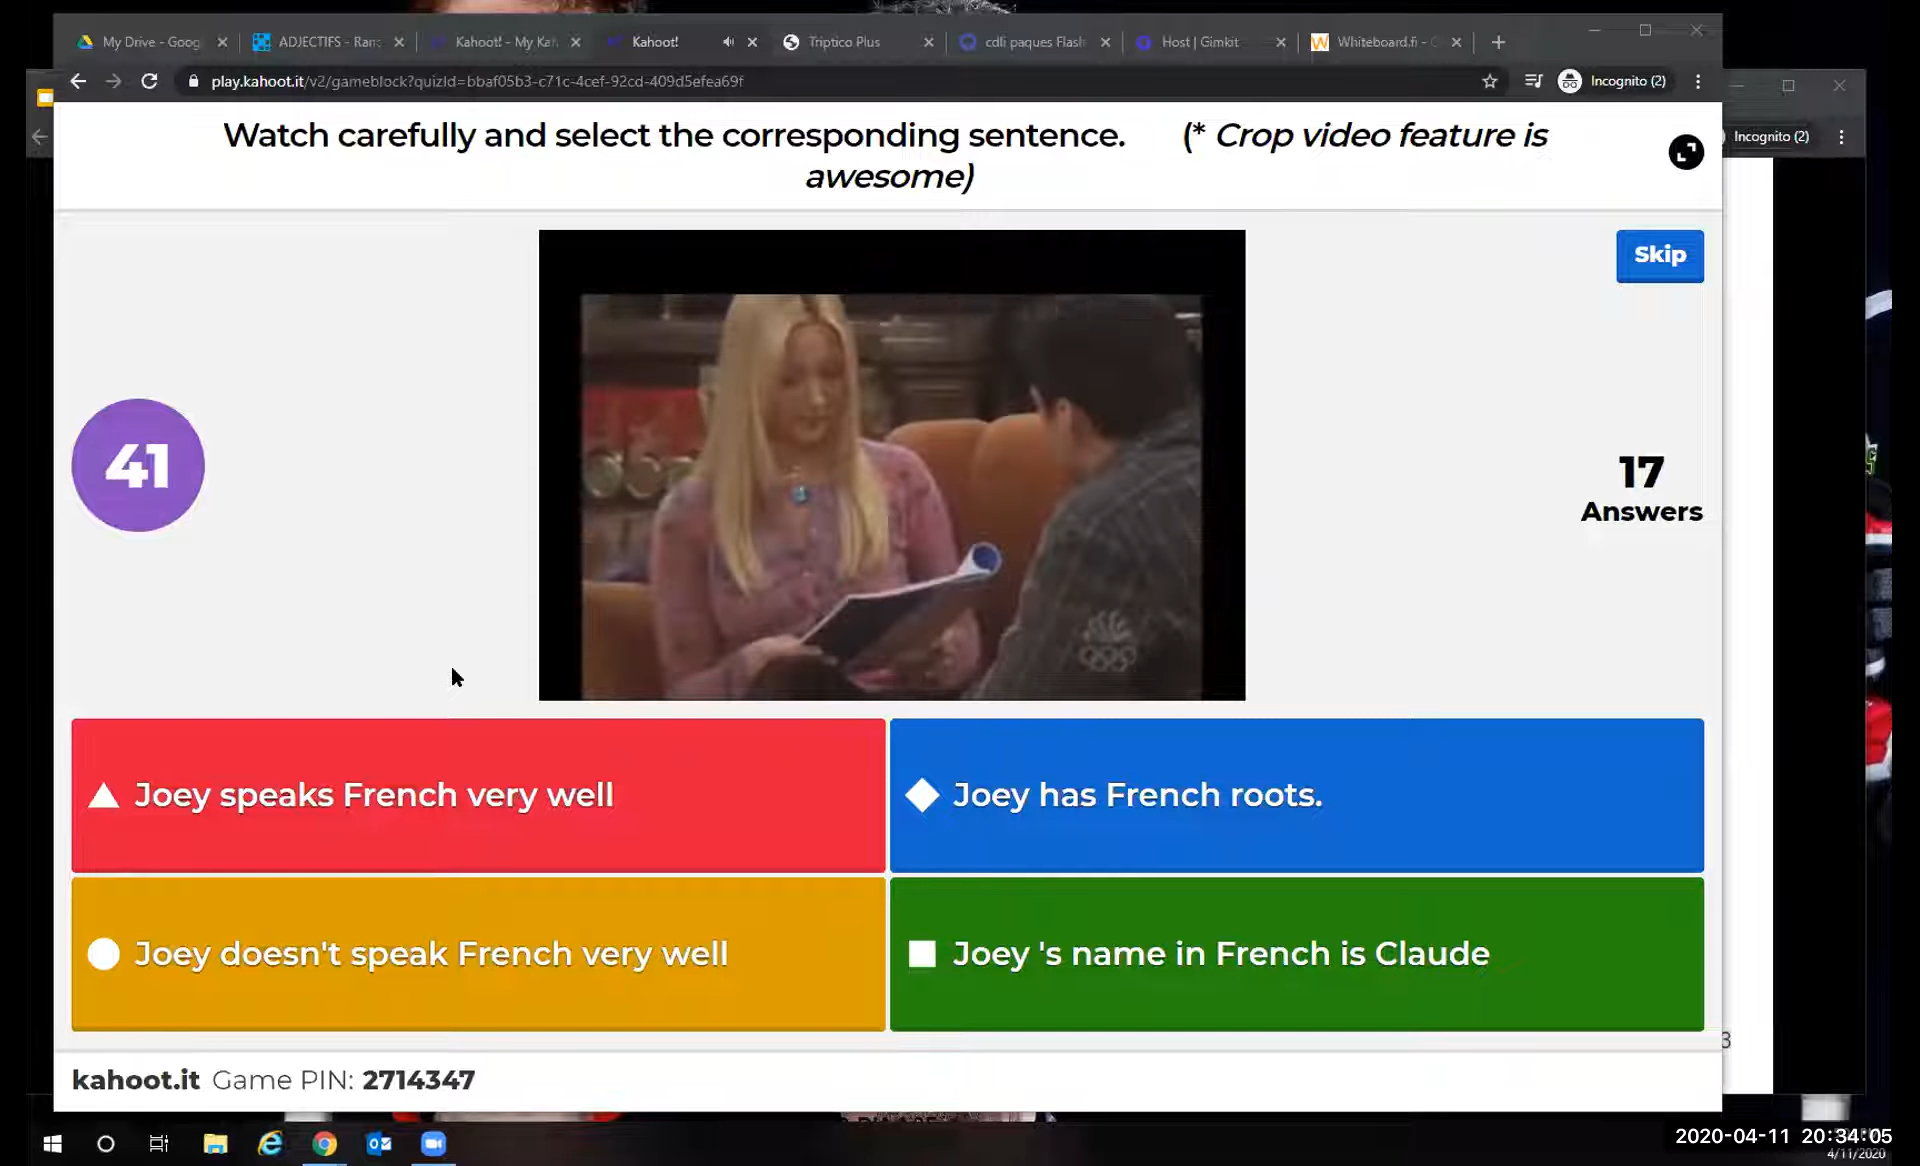 My Drive - Goog
ADJECTIFS - Ran
Kahoot! - My Kah
Kahoot!
Triptico Plus
cdli paques Flash
Host | Gimkit
Whiteboard.fi -
play.kahoot.it/v2/gameblock?quizId=bbaf05b3-c71c-4cef-92cd-409d5efea69f
Incognito (2)
Incognito (2)
Watch carefully and select the corresponding sentence. (* Crop video feature is
awesome)
Skip
41
17
Answers
Joey speaks French very well
Joey has French roots.
Joey doesn't speak French very well
Joey 's name in French is Claude
3
kahoot.it Game PIN: 2714347
2020-04-11 20:34:05
4/11/2020